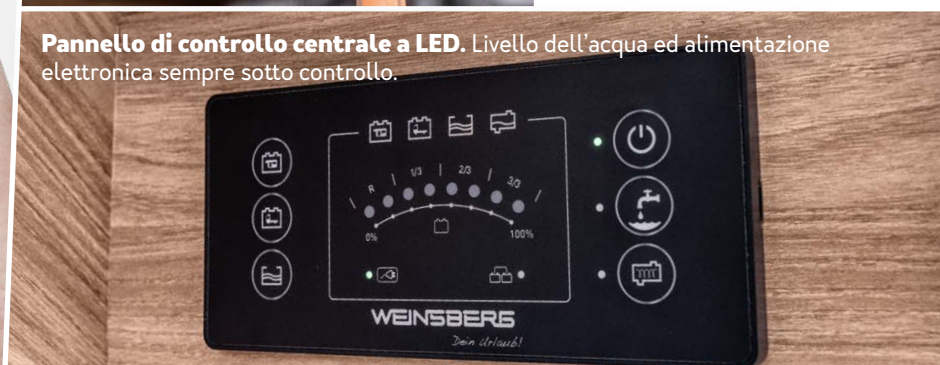 Pannello di controllo centrale a LED. Livello dell'acqua ed alimentazione
elettronica sempre sotto controllo.
R 1/3 2/3 3/3
0% 100%
WEINSBERG
Dein Urlaub!